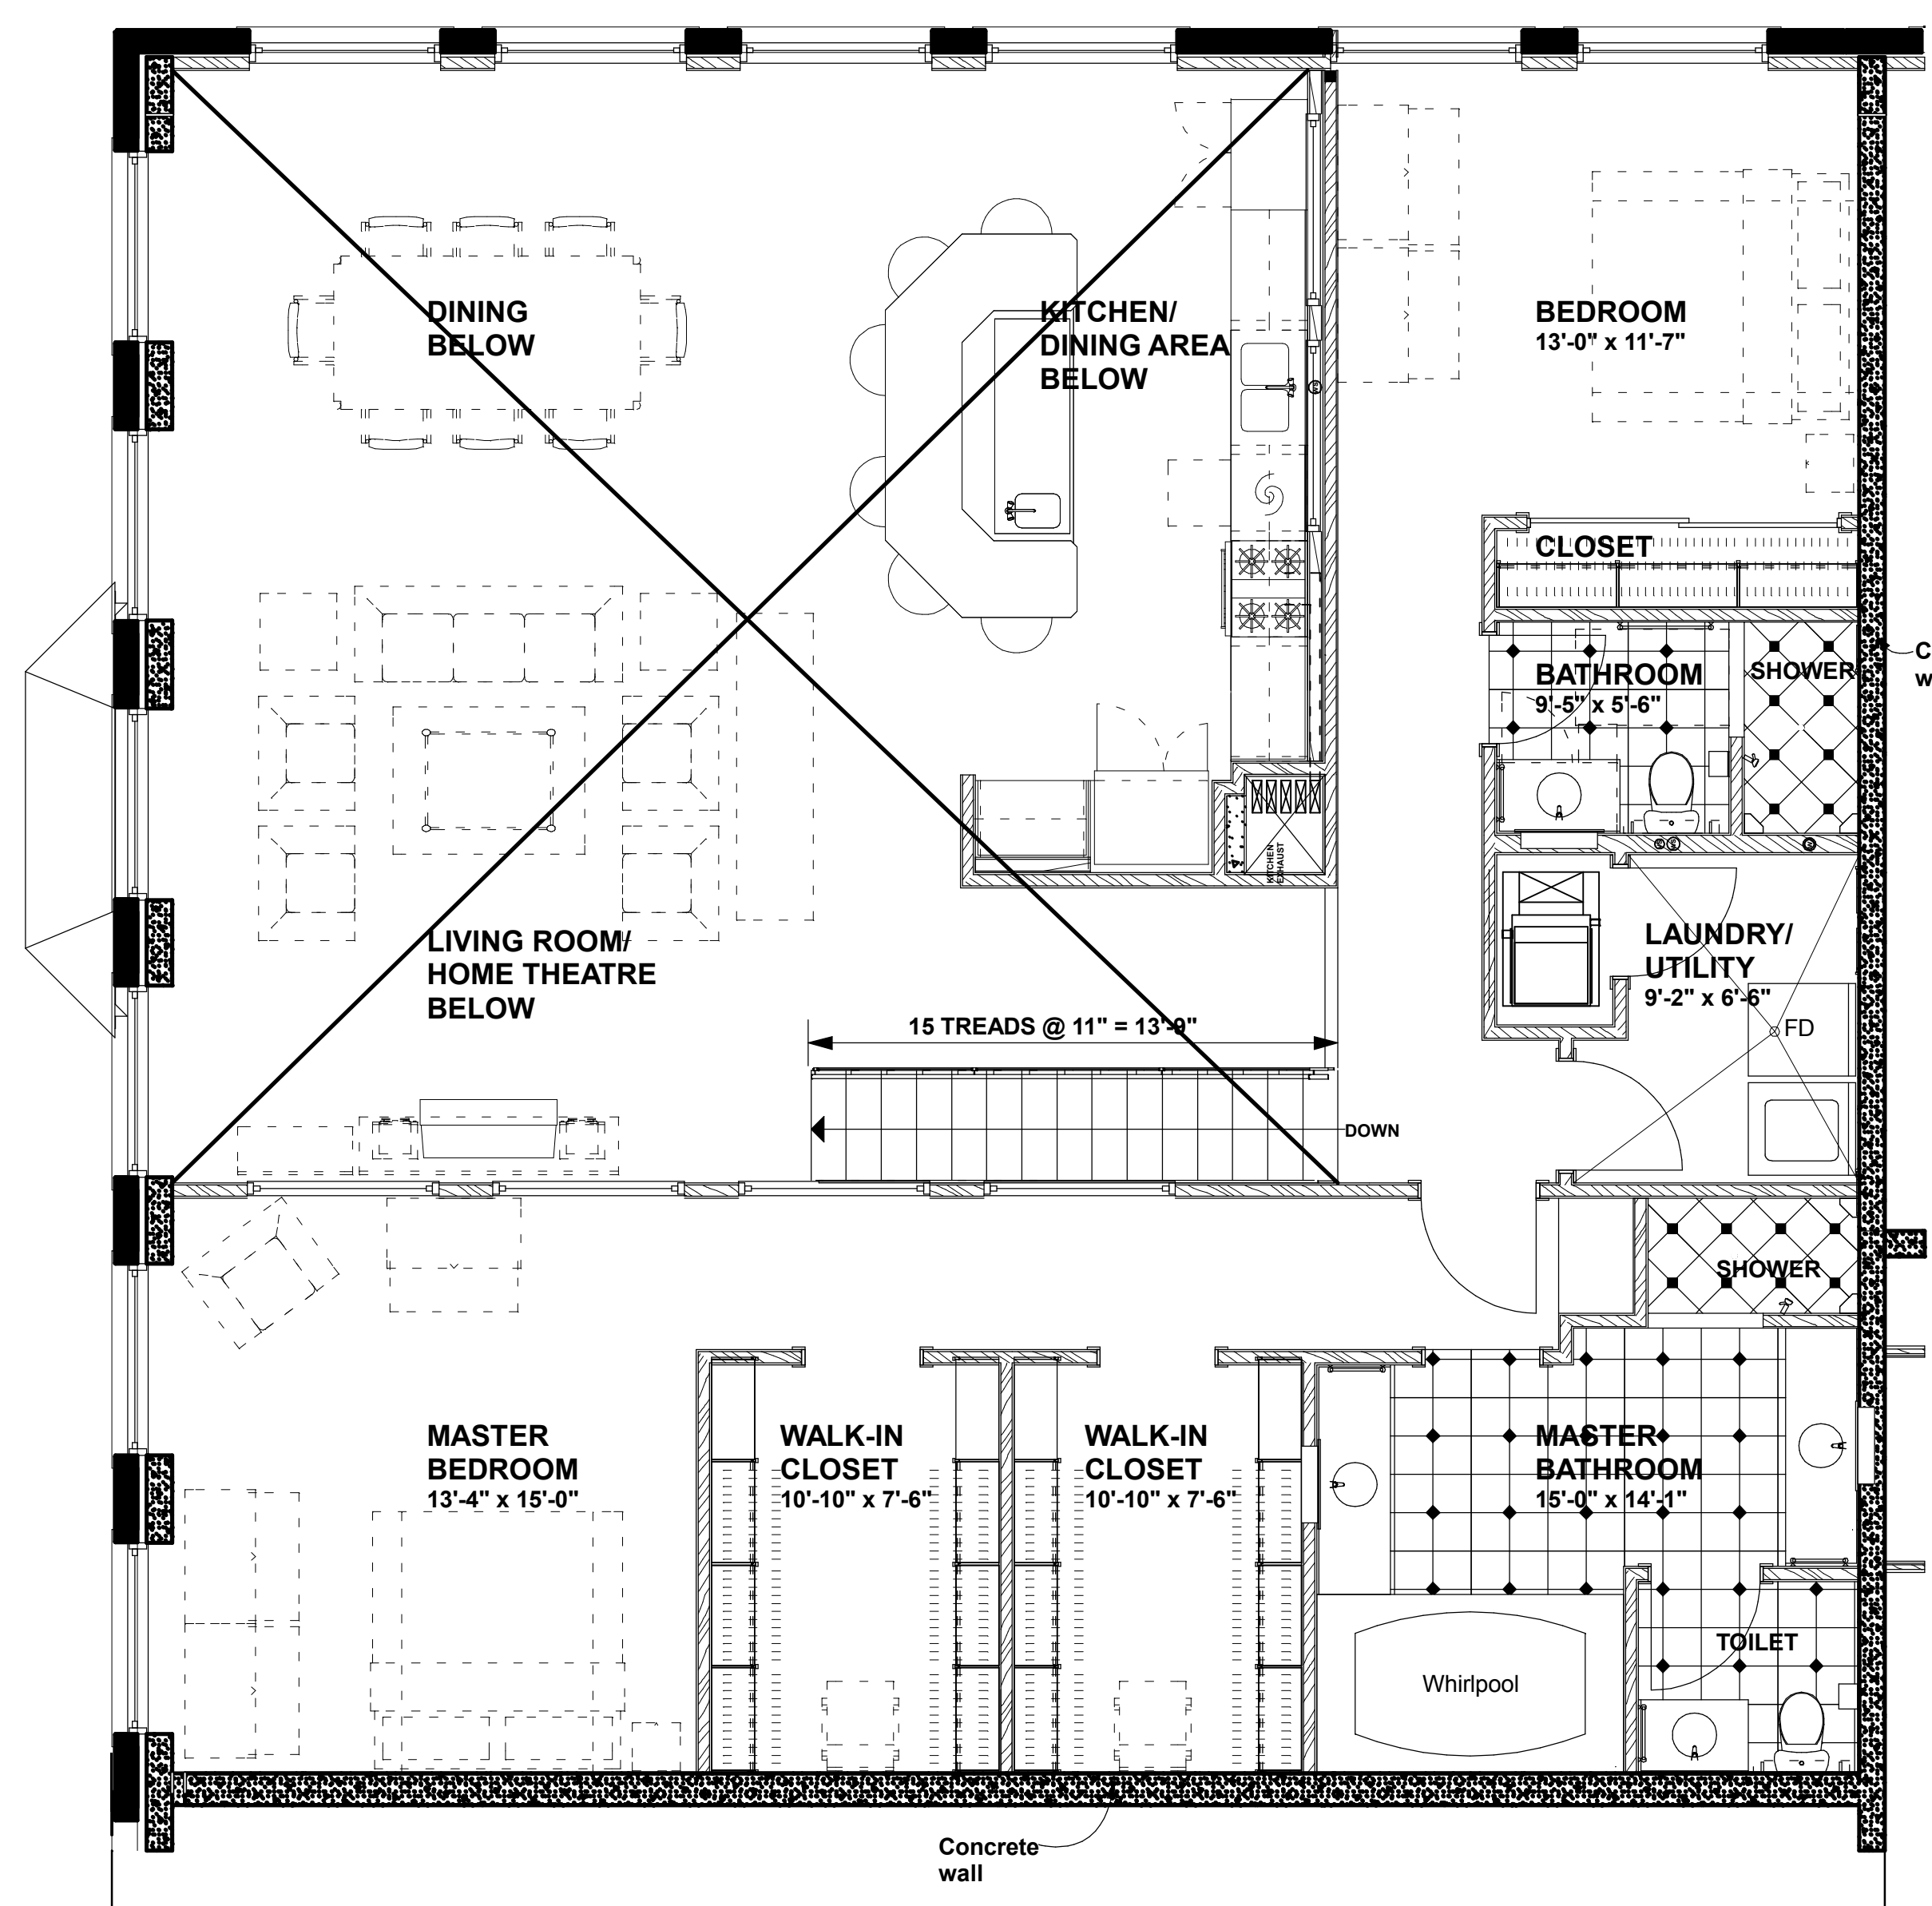 DINING
BELOW
KITCHEN/
DINING AREA
BELOW
BEDROOM
13'-0" x 11'-7"
CLOSET
BATHROOM
9'-5" x 5'-6"
SHOWER
C
w
KITCHEN
EXHAUST
LIVING ROOM/
HOME THEATRE
BELOW
LAUNDRY/
UTILITY
9'-2" x 6'-6"
FD
15 TREADS @ 11" = 13'-9"
DOWN
SHOWER
MASTER
BEDROOM
13'-4" x 15'-0"
WALK-IN
CLOSET
10'-10" x 7'-6"
WALK-IN
CLOSET
10'-10" x 7'-6"
MASTER
BATHROOM
15'-0" x 14'-1"
TOILET
Whirlpool
Concrete
wall